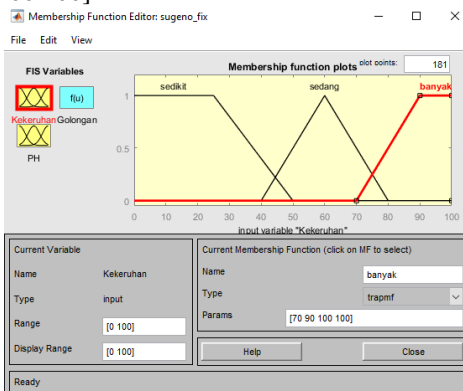 Membership Function Editor: sugeno_fix
File Edit View
FIS Variables
f(u)
Kekeruhan Golongan
PH
Membership function plots plot points: 181
sedikit sedang banyak
1
0.5
0
0 10 20 30 40 50 60 70 80 90 100
input variable "Kekeruhan"
Current Variable
Name Kekeruhan
Type input
Range [0 100]
Display Range [0 100]
Current Membership Function (click on MF to select)
Name banyak
Type trapmf
Params [70 90 100 100]
Help Close
Ready